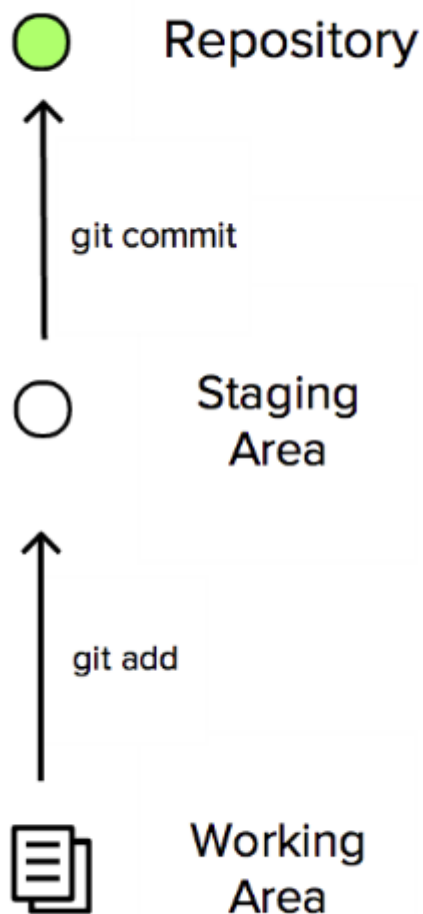 Repository
git commit
Staging
Area
git add
Working
Area